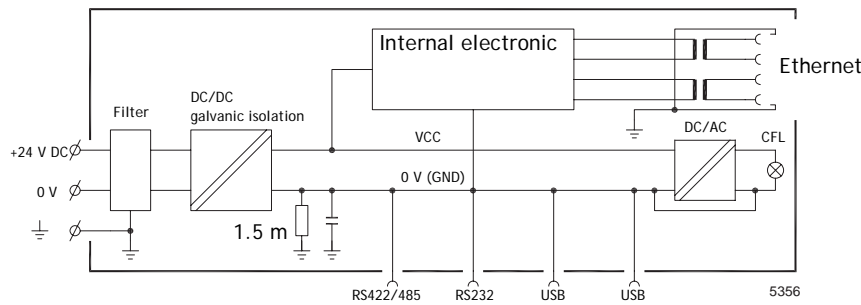 Internal electronic
Ethernet
DC/DC
galvanic isolation
Filter
DC/AC
CFL
VCC
+24 V DC
0 V (GND)
0 V
1.5 m
RS422/485
RS232
USB
USB
5356